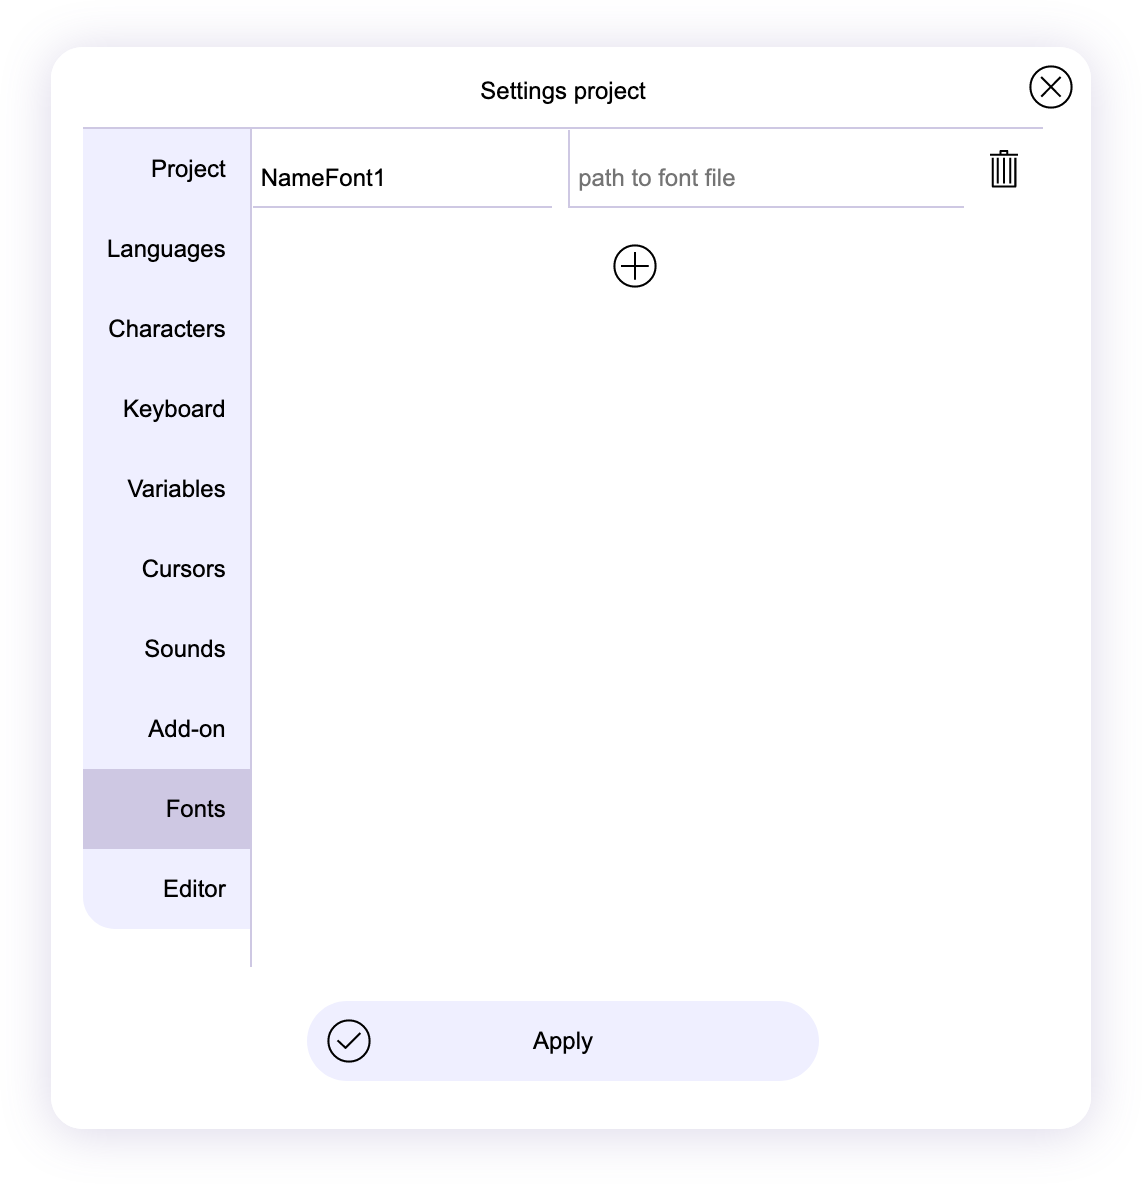 Settings project
Project
NameFont1
path to font file
Languages
Characters
Keyboard
Variables
Cursors
Sounds
Add-on
Fonts
Editor
Apply